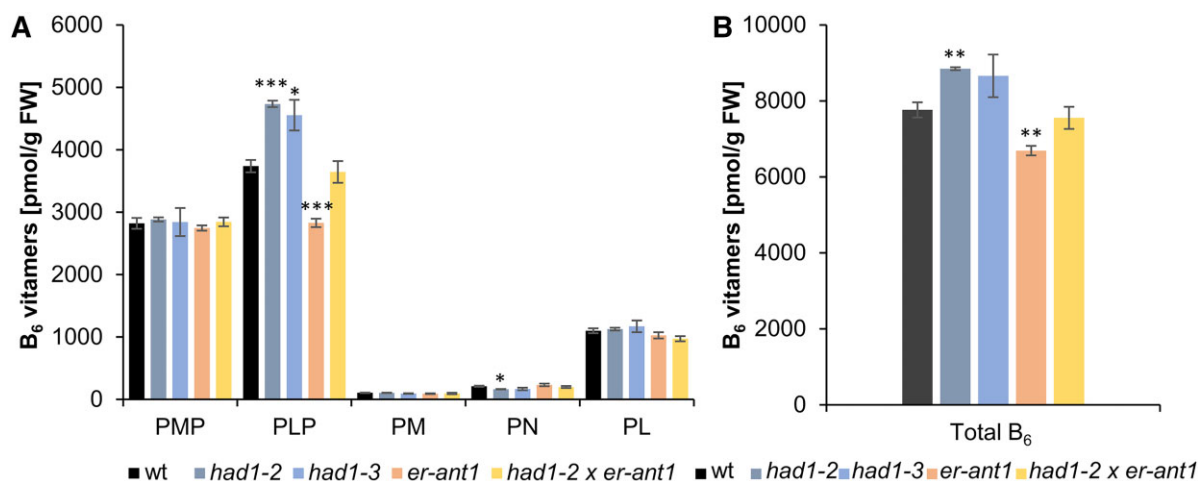 A
B₆ vitamers [pmol/g FW]
6000
5000
4000
3000
2000
1000
0
*** *
***
*
PMP PLP PM PN PL
wt had1-2 had1-3 er-ant1 had1-2 x er-ant1
B
B₆ vitamers [pmol/g FW]
10000
8000
6000
4000
2000
0
**
**
Total B₆
wt had1-2 had1-3 er-ant1 had1-2 x er-ant1